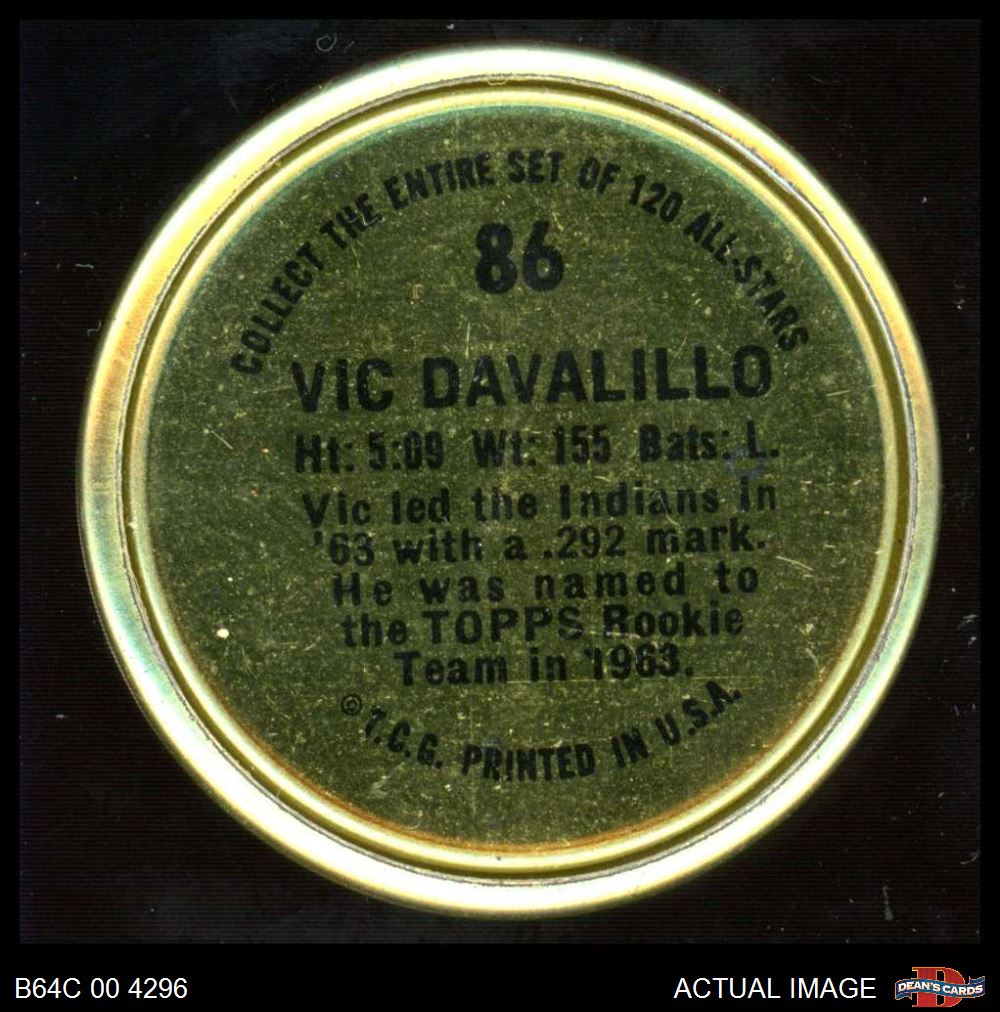 COLLECT THE ENTIRE SET OF 120 ALL-STARS
86
VIC DAVALILLO
Ht: 5:09 Wt: 155 Bats: L.
Vic led the Indians in
'63 with a .292 mark.
He was named to
the TOPPS Rookie
Team in 1963.
© T.C.G. PRINTED IN U.S.A.
B64C 00 4296
ACTUAL IMAGE
DEAN'S CARDS